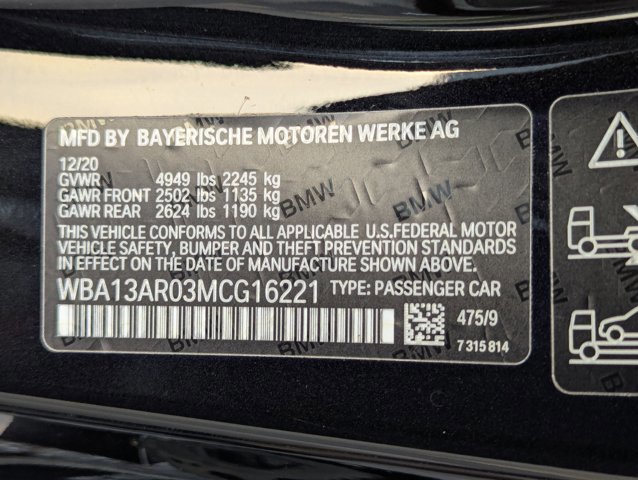 MFD BY BAYERISCHE MOTOREN WERKE AG
12/20
GVWR 4949 lbs 2245 kg
GAWR FRONT 2502 lbs 1135 kg
GAWR REAR 2624 lbs 1190 kg
THIS VEHICLE CONFORMS TO ALL APPLICABLE U.S.FEDERAL MOTOR
VEHICLE SAFETY, BUMPER AND THEFT PREVENTION STANDARDS
IN EFFECT ON THE DATE OF MANUFACTURE SHOWN ABOVE.
WBA13AR03MCG16221 TYPE: PASSENGER CAR
475/9
7 315 814